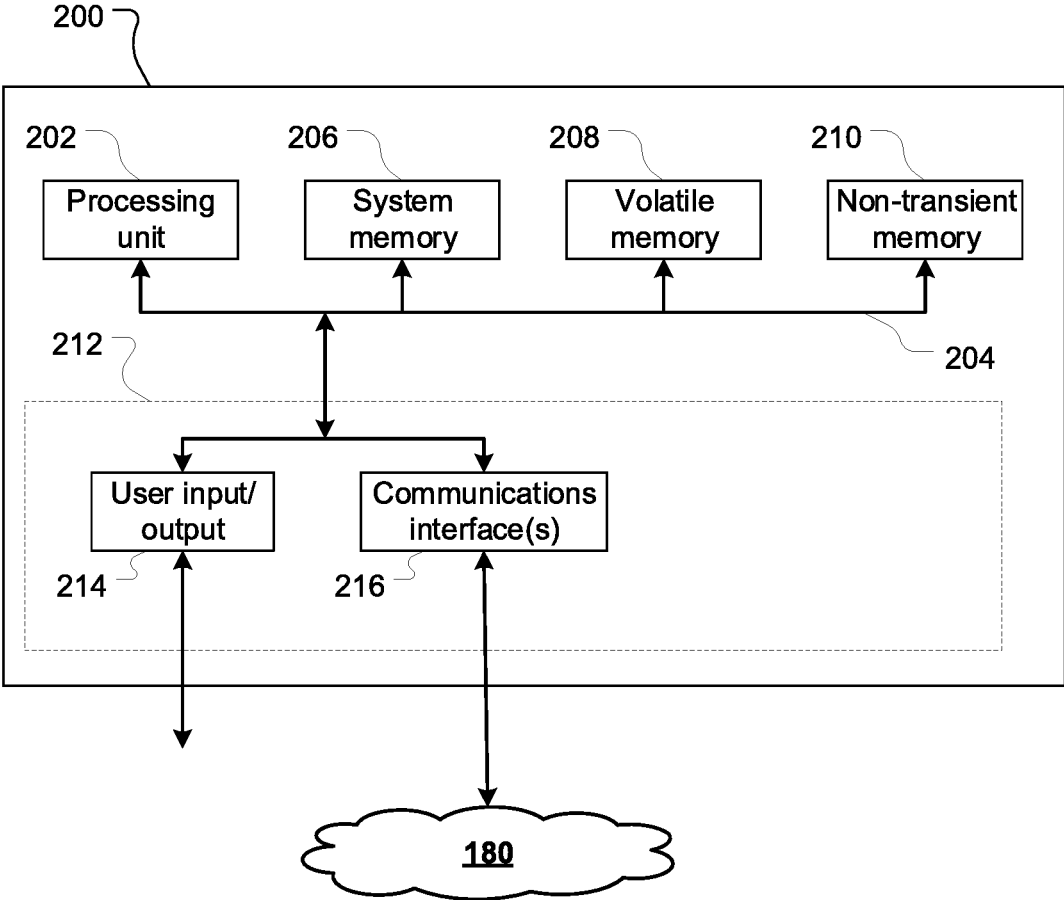 200
202
206
208
210
Processing
unit
System
memory
Volatile
memory
Non-transient
memory
212
204
User input/
output
Communications
interface(s)
214
216
180